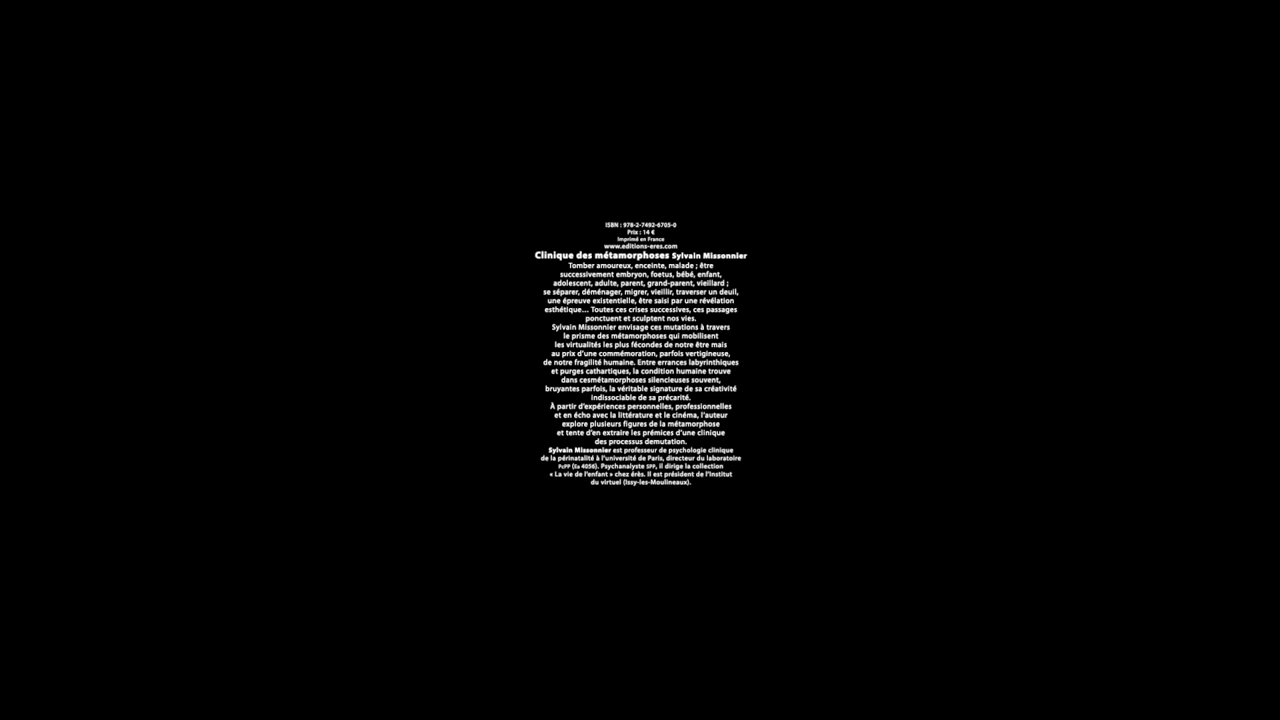 ISBN : 978-2-7492-6705-0
Prix : 14 €
Imprimé en France
www.editions-eres.com
Clinique des métamorphoses Sylvain Missonnier
Tomber amoureux, enceinte, malade ; être
successivement embryon, foetus, bébé, enfant,
adolescent, adulte, parent, grand-parent, vieillard ;
se séparer, déménager, migrer, vieillir, traverser un deuil,
une épreuve existentielle, être saisi par une révélation
esthétique... Toutes ces crises successives, ces passages
ponctuent et sculptent nos vies.
Sylvain Missonnier envisage ces mutations à travers
le prisme des métamorphoses qui mobilisent
les virtualités les plus fécondes de notre être mais
au prix d'une commémoration, parfois vertigineuse,
de notre fragilité humaine. Entre errances labyrinthiques
et purges cathartiques, la condition humaine trouve
dans cesmétamorphoses silencieuses souvent,
bruyantes parfois, la véritable signature de sa créativité
indissociable de sa précarité.
À partir d'expériences personnelles, professionnelles
et en écho avec la littérature et le cinéma, l'auteur
explore plusieurs figures de la métamorphose
et tente d'en extraire les prémices d'une clinique
des processus demutation.
Sylvain Missonnier est professeur de psychologie clinique
de la périnatalité à l'université de Paris, directeur du laboratoire
PcPP (Ea 4056). Psychanalyste SPP, il dirige la collection
« La vie de l'enfant » chez érès. Il est président de l'Institut
du virtuel (Issy-les-Moulineaux).